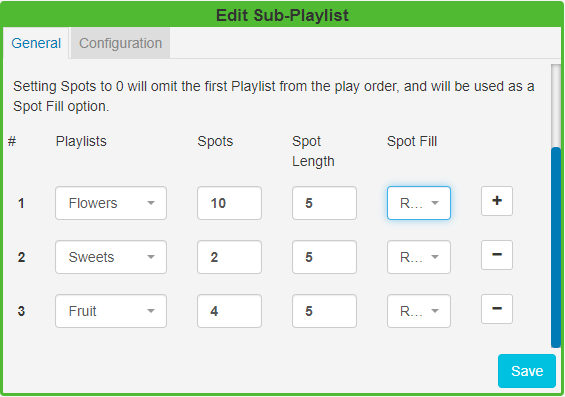 Edit Sub-Playlist
General Configuration
Setting Spots to 0 will omit the first Playlist from the play order, and will be used as a
Spot Fill option.
# Playlists Spots Spot Length Spot Fill
1 Flowers 10 5 R... +
2 Sweets 2 5 R... −
3 Fruit 4 5 R... −
Save